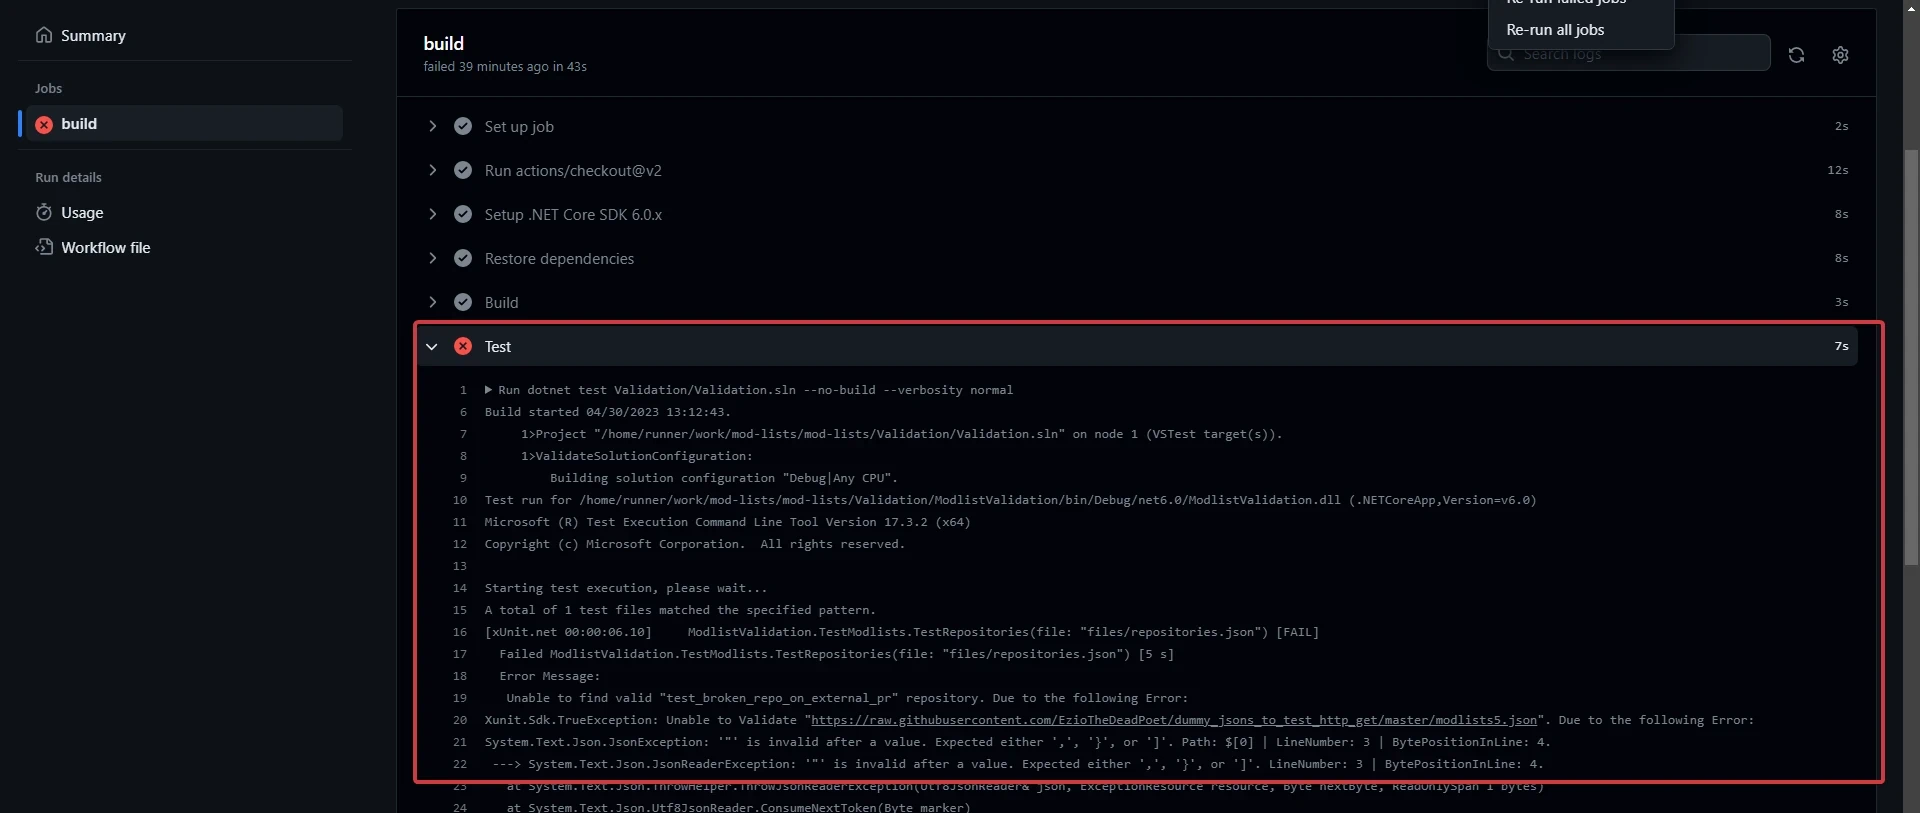 Summary
Jobs
build
Run details
Usage
Workflow file
Re-run failed jobs
Re-run all jobs
build
failed 39 minutes ago in 43s
Search logs
Set up job 2s
Run actions/checkout@v2 12s
Setup .NET Core SDK 6.0.x 8s
Restore dependencies 8s
Build 3s
Test 7s
1 Run dotnet test Validation/Validation.sln --no-build --verbosity normal
6 Build started 04/30/2023 13:12:43.
7 1>Project "/home/runner/work/mod-lists/mod-lists/Validation/Validation.sln" on node 1 (VSTest target(s)).
8 1>ValidateSolutionConfiguration:
9 Building solution configuration "Debug|Any CPU".
10 Test run for /home/runner/work/mod-lists/mod-lists/Validation/ModlistValidation/bin/Debug/net6.0/ModlistValidation.dll (.NETCoreApp,Version=v6.0)
11 Microsoft (R) Test Execution Command Line Tool Version 17.3.2 (x64)
12 Copyright (c) Microsoft Corporation.  All rights reserved.
13
14 Starting test execution, please wait...
15 A total of 1 test files matched the specified pattern.
16 [xUnit.net 00:00:06.10]     ModlistValidation.TestModlists.TestRepositories(file: "files/repositories.json") [FAIL]
17 Failed ModlistValidation.TestModlists.TestRepositories(file: "files/repositories.json") [5 s]
18 Error Message:
19 Unable to find valid "test_broken_repo_on_external_pr" repository. Due to the following Error:
20 Xunit.Sdk.TrueException: Unable to Validate "https://raw.githubusercontent.com/EzioTheDeadPoet/dummy_jsons_to_test_http_get/master/modlists5.json". Due to the following Error:
21 System.Text.Json.JsonException: '"' is invalid after a value. Expected either ',', '}', or ']'. Path: $[0] | LineNumber: 3 | BytePositionInLine: 4.
22 ---> System.Text.Json.JsonReaderException: '"' is invalid after a value. Expected either ',', '}', or ']'. LineNumber: 3 | BytePositionInLine: 4.
23 at System.Text.Json.ThrowHelper.ThrowJsonReaderException(Utf8JsonReader& json, ExceptionResource resource, Byte nextByte, ReadOnlySpan`1 bytes)
24 at System.Text.Json.Utf8JsonReader.ConsumeNextToken(Byte marker)